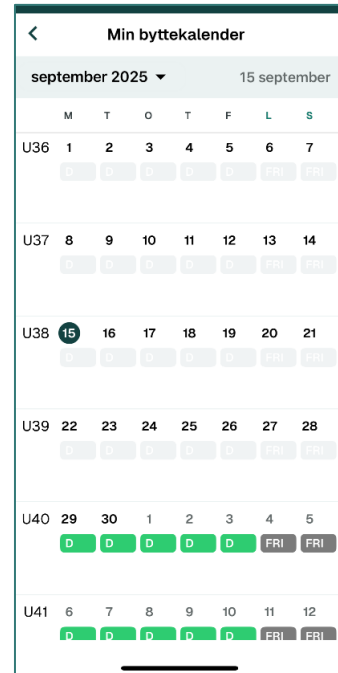 Min byttekalender
september 2025 15 september
M T O T F L S
U36 1 2 3 4 5 6 7
D D D D D FRI FRI
U37 8 9 10 11 12 13 14
D D D D D FRI FRI
U38 15 16 17 18 19 20 21
D D D D D FRI FRI
U39 22 23 24 25 26 27 28
D D D D D FRI FRI
U40 29 30 1 2 3 4 5
D D D D D FRI FRI
U41 6 7 8 9 10 11 12
D D D D D FRI FRI